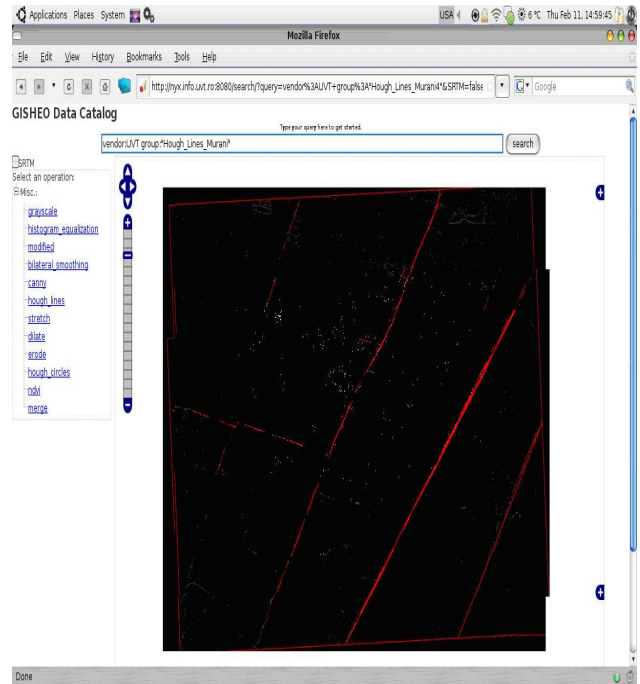 Applications Places System
USA
6 °C Thu Feb 11, 14:59:45
Mozilla Firefox
File Edit View History Bookmarks Tools Help
http://nyx.info.uvt.ro:8080/search/?query=vendor%3AUVT+group%3A"Hough_Lines_Murani4"&SRTM=false
Google
GISHEO Data Catalog
Type your query here to get started.
vendor:UVT group:"Hough_Lines_Murani"
search
SRTM
Select an operation:
Misc.:
grayscale
histogram_equalization
modified
bilateral_smoothing
canny
hough_lines
stretch
dilate
erode
hough_circles
ndvi
merge
Done